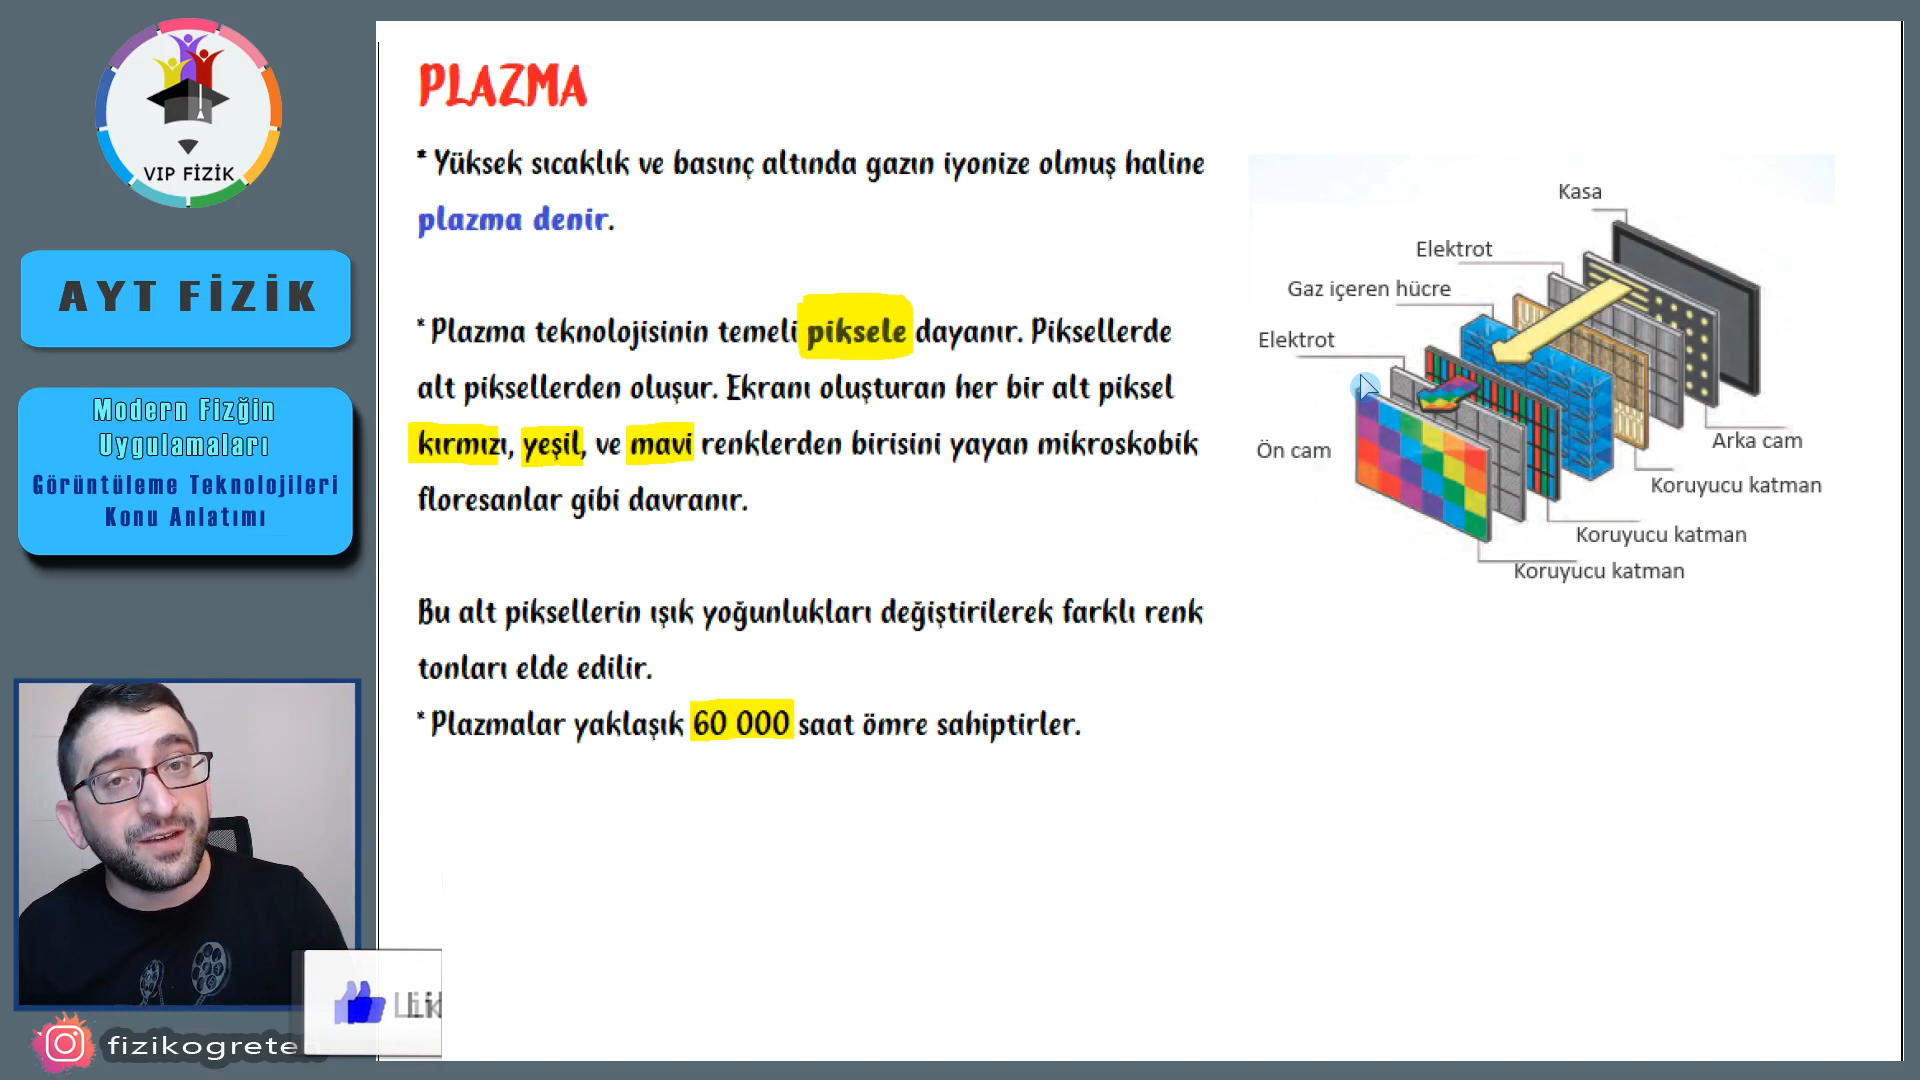 VIP FİZİK
AYT FİZİK
Modern Fizğin
Uygulamaları
Görüntüleme Teknolojileri
Konu Anlatımı
PLAZMA
* Yüksek sıcaklık ve basınç altında gazın iyonize olmuş haline
plazma denir.
* Plazma teknolojisinin temeli piksele dayanır. Piksellerde
alt piksellerden oluşur. Ekranı oluşturan her bir alt piksel
kırmızı, yeşil, ve mavi renklerden birisini yayan mikroskobik
floresanlar gibi davranır.
Bu alt piksellerin ışık yoğunlukları değiştirilerek farklı renk
tonları elde edilir.
* Plazmalar yaklaşık 60 000 saat ömre sahiptirler.
Kasa
Elektrot
Gaz içeren hücre
Elektrot
Ön cam
Arka cam
Koruyucu katman
Koruyucu katman
Koruyucu katman
fizikogreten